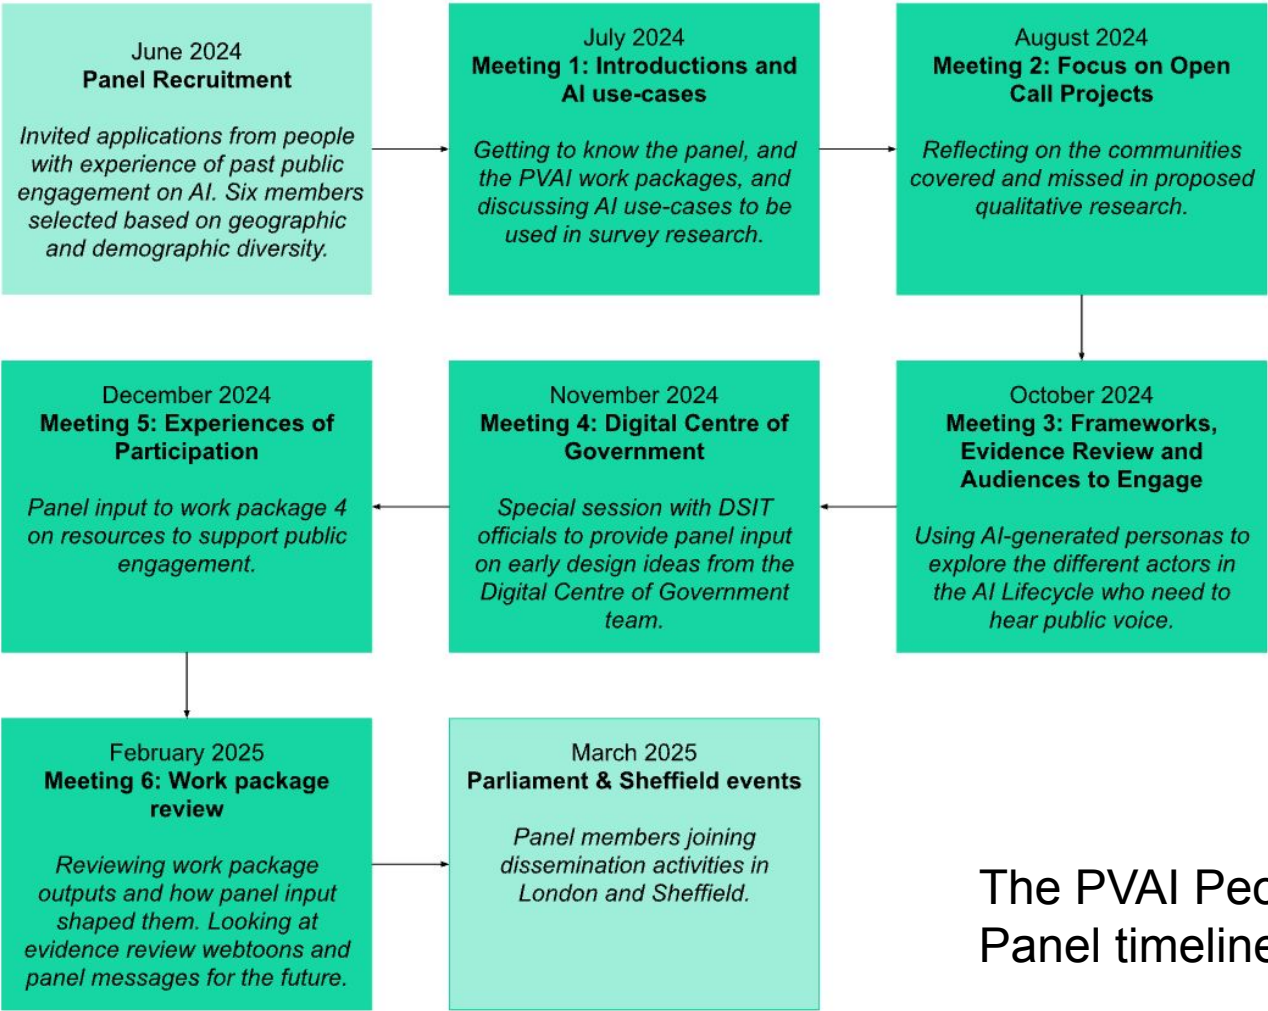 June 2024
Panel Recruitment
Invited applications from people
with experience of past public
engagement on AI. Six members
selected based on geographic
and demographic diversity.
July 2024
Meeting 1: Introductions and
AI use-cases
Getting to know the panel, and
the PVAI work packages, and
discussing AI use-cases to be
used in survey research.
August 2024
Meeting 2: Focus on Open
Call Projects
Reflecting on the communities
covered and missed in proposed
qualitative research.
October 2024
Meeting 3: Frameworks,
Evidence Review and
Audiences to Engage
Using AI-generated personas to
explore the different actors in
the AI Lifecycle who need to
hear public voice.
November 2024
Meeting 4: Digital Centre of
Government
Special session with DSIT
officials to provide panel input
on early design ideas from the
Digital Centre of Government
team.
December 2024
Meeting 5: Experiences of
Participation
Panel input to work package 4
on resources to support public
engagement.
February 2025
Meeting 6: Work package
review
Reviewing work package
outputs and how panel input
shaped them. Looking at
evidence review webtoons and
panel messages for the future.
March 2025
Parliament & Sheffield events
Panel members joining
dissemination activities in
London and Sheffield.
The PVAI
Panel timeline